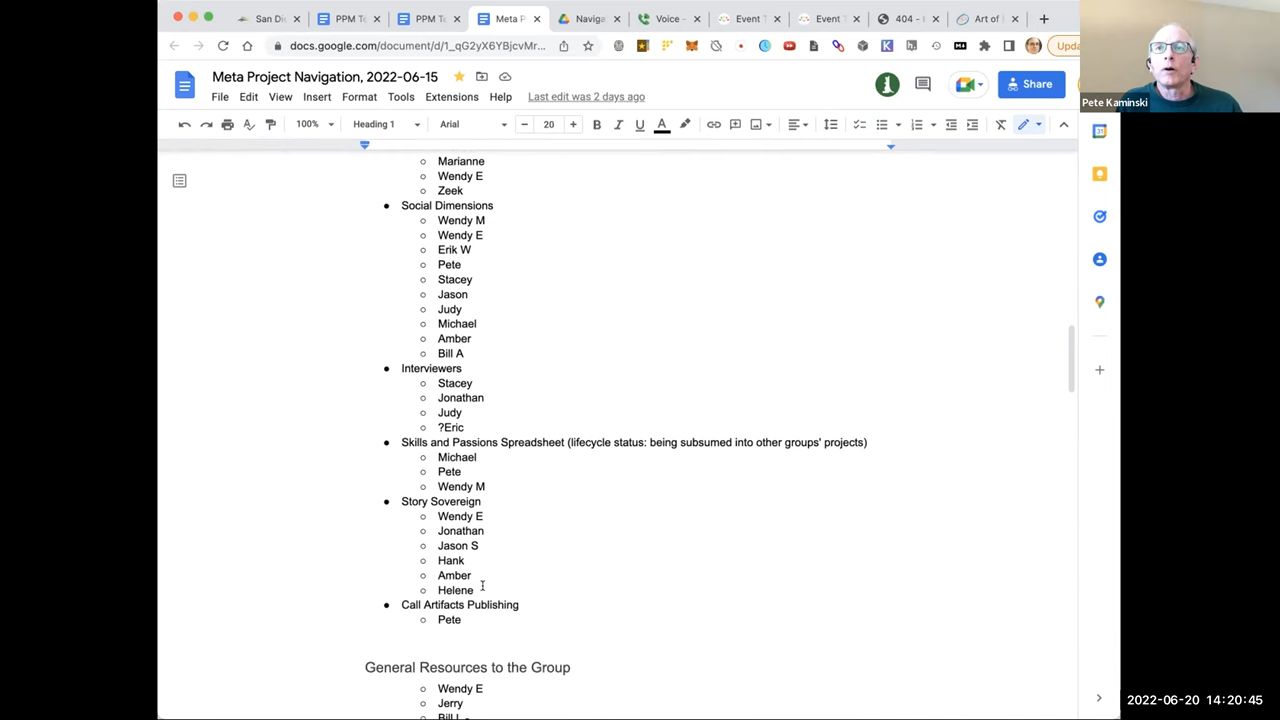 San Di
PPM Te
PPM Te
Meta P
Naviga
Voice -
Event T
Event T
404 -
Art of
docs.google.com/document/d/1_qG2yX6YBjcvMr...
Upda
Meta Project Navigation, 2022-06-15
File Edit View Insert Format Tools Extensions Help Last edit was 2 days ago
Share
Pete Kaminski
100% Heading 1 Arial 20 B I U A
Marianne
Wendy E
Zeek
Social Dimensions
Wendy M
Wendy E
Erik W
Pete
Stacey
Jason
Judy
Michael
Amber
Bill A
Interviewers
Stacey
Jonathan
Judy
?Eric
Skills and Passions Spreadsheet (lifecycle status: being subsumed into other groups' projects)
Michael
Pete
Wendy M
Story Sovereign
Wendy E
Jonathan
Jason S
Hank
Amber
Helene
Call Artifacts Publishing
Pete
General Resources to the Group
Wendy E
Jerry
2022-06-20 14:20:45